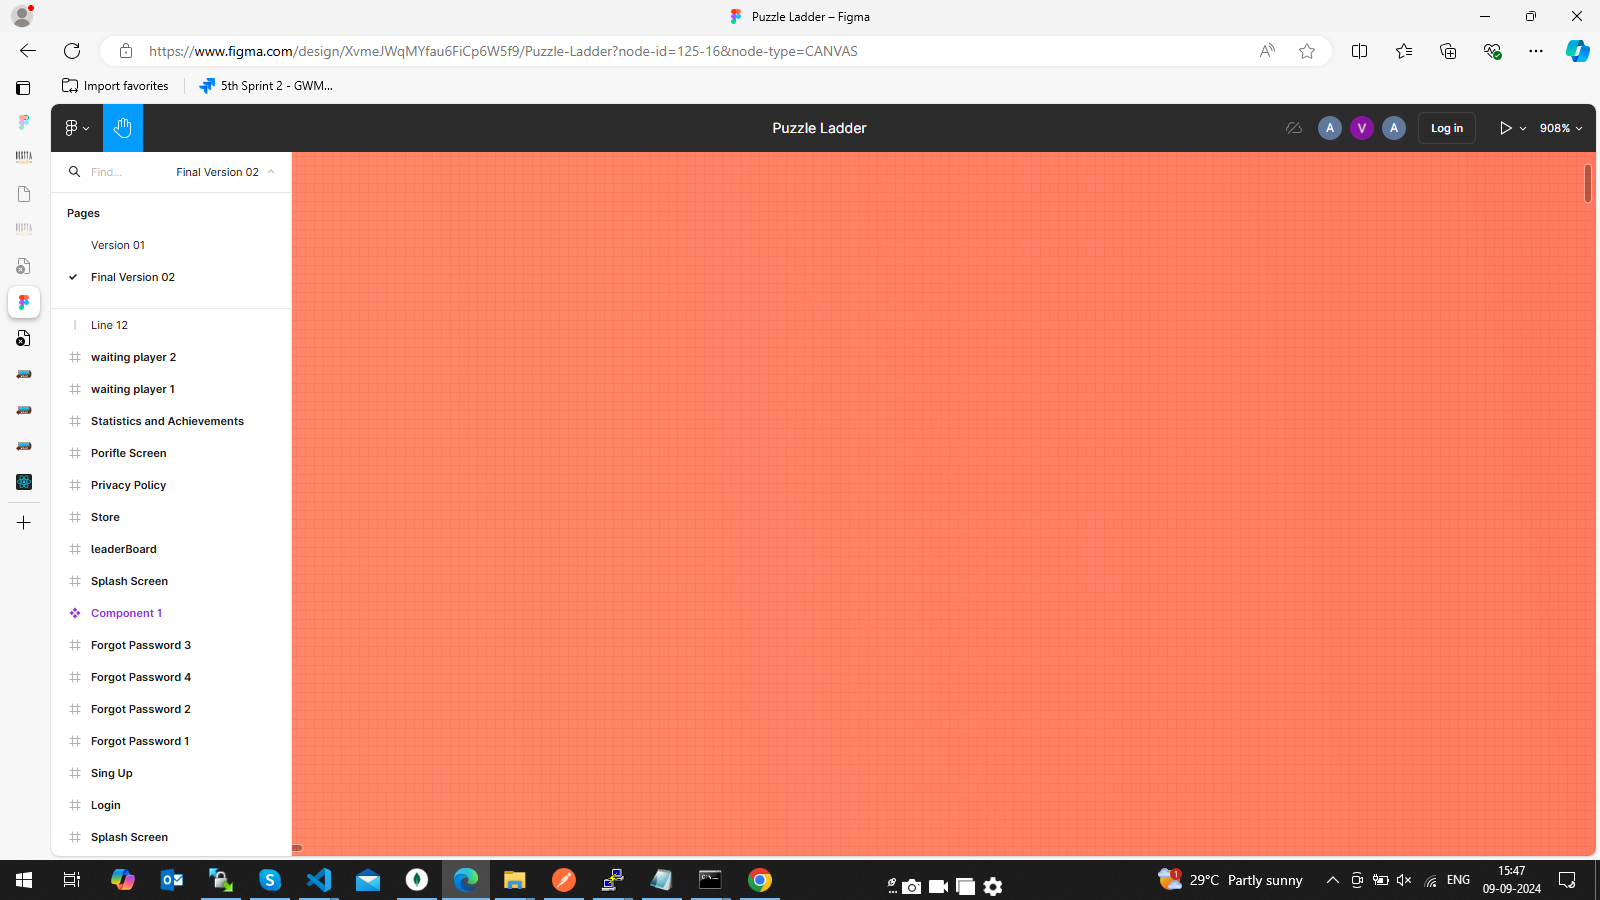 Puzzle Ladder – Figma
https://www.figma.com/design/XvmeJWqMYfau6FiCp6W5f9/Puzzle-Ladder?node-id=125-16&node-type=CANVAS
Import favorites
5th Sprint 2 - GWM...
Puzzle Ladder
A
V
A
Log in
908%
Find...
Final Version 02
Pages
Version 01
Final Version 02
Line 12
waiting player 2
waiting player 1
Statistics and Achievements
Porifle Screen
Privacy Policy
Store
leaderBoard
Splash Screen
Component 1
Forgot Password 3
Forgot Password 4
Forgot Password 2
Forgot Password 1
Sing Up
Login
Splash Screen
1
29°C Partly sunny
ENG
15:47
09-09-2024